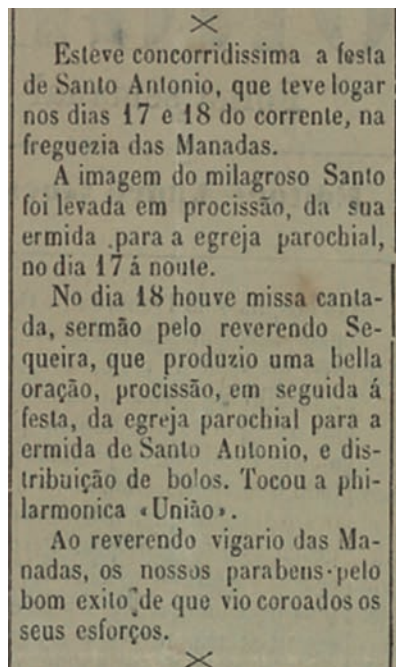 Esteve concorridissima a festa
de Santo Antonio, que teve logar
nos dias 17 e 18 do corrente, na
freguezia das Manadas.
A imagem do milagroso Santo
foi levada em procissão, da sua
ermida para a egreja parochial,
no dia 17 á noute.
No dia 18 houve missa canta-
da, sermão pelo reverendo Se-
queira, que produzio uma bella
oração, procissão, em seguida á
festa, da egreja parochial para a
ermida de Santo Antonio, e dis-
tribuição de bolos. Tocou a phi-
larmonica «União».
Ao reverendo vigario das Ma-
nadas, os nossos parabens pelo
bom exito de que vio coroados os
seus esforços.